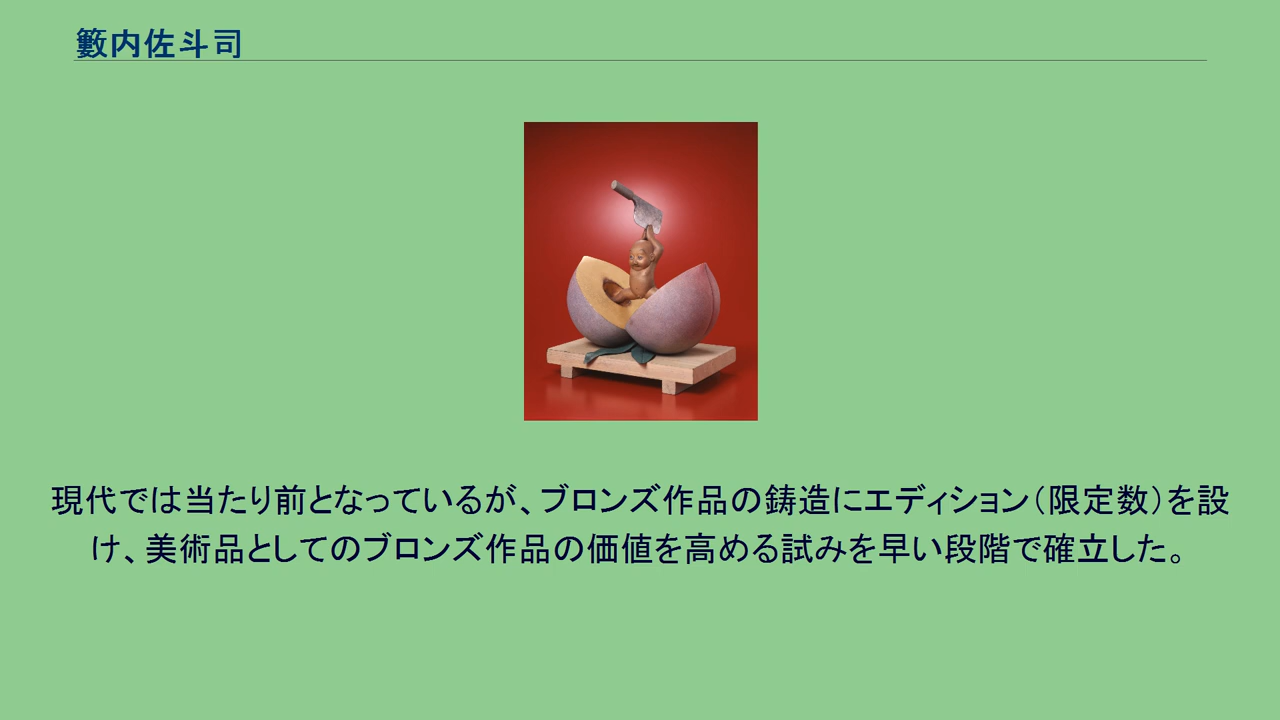 籔内佐斗司
現代では当たり前となっているが、ブロンズ作品の鋳造にエディション（限定数）を設
け、美術品としてのブロンズ作品の価値を高める試みを早い段階で確立した。